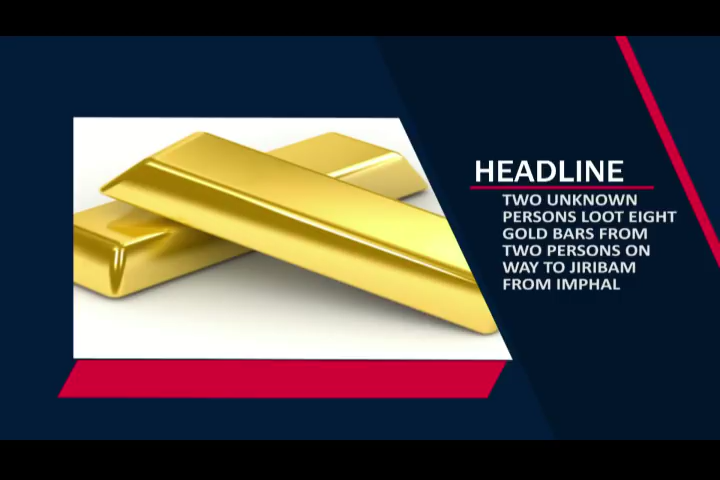 HEADLINE
TWO UNKNOWN
PERSONS LOOT EIGHT
GOLD BARS FROM
TWO PERSONS ON
WAY TO JIRIBAM
FROM IMPHAL